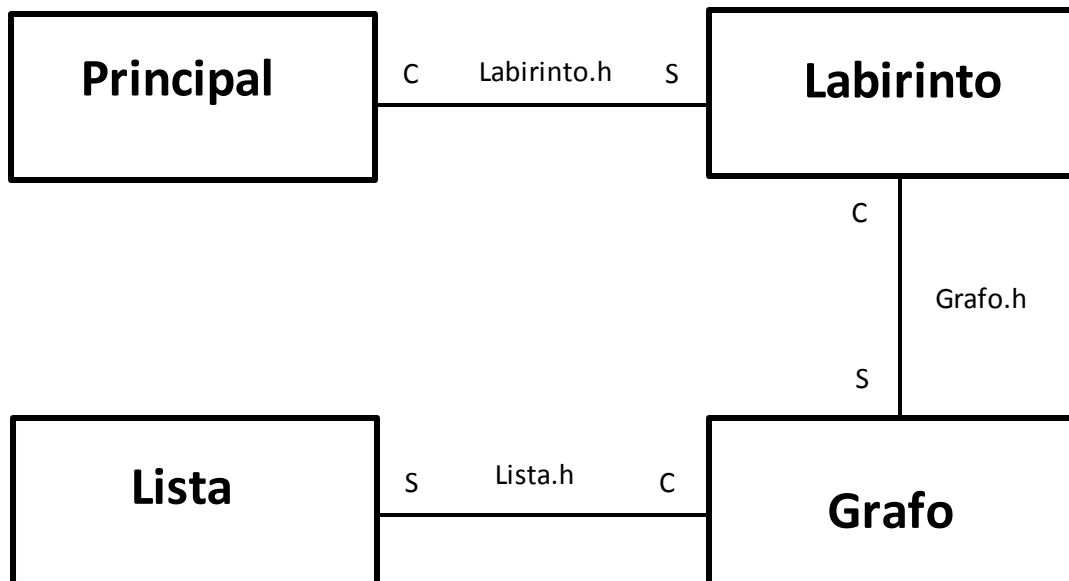 Principal
C Labirinto.h S
Labirinto
C
Grafo.h
S
Lista
S Lista.h C
Grafo